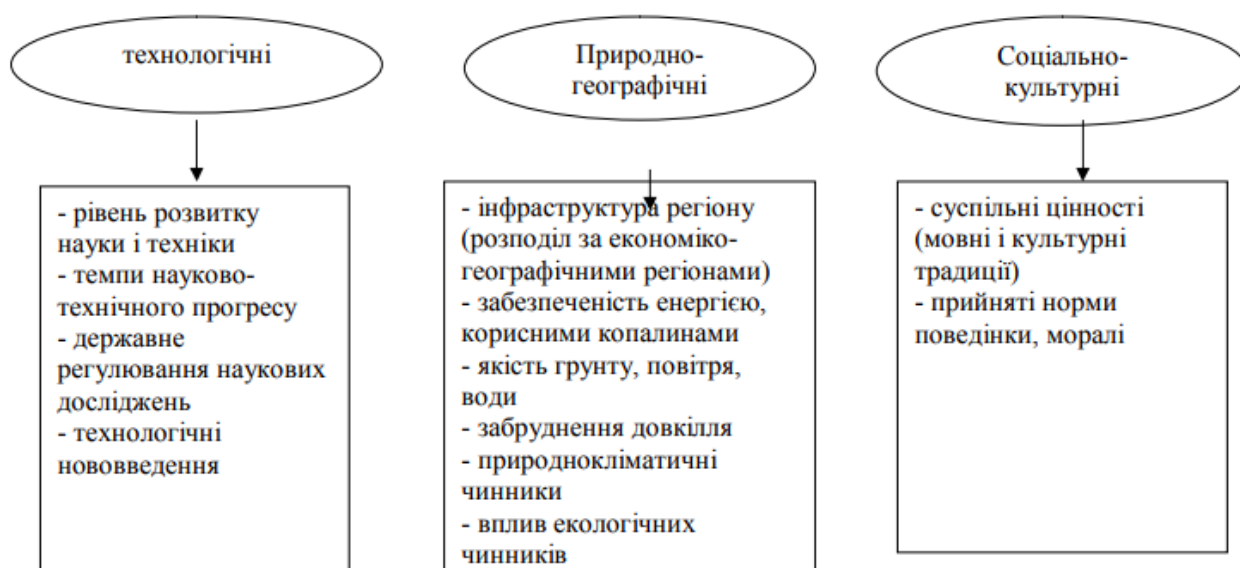 технологічні
Природно-
географічні
Соціально-
культурні
- рівень розвитку
науки і техніки
- темпи науково-
технічного прогресу
- державне
регулювання наукових
досліджень
- технологічні
нововведення
- інфраструктура регіону
(розподіл за економіко-
географічними регіонами)
- забезпеченість енергією,
корисними копалинами
- якість грунту, повітря,
води
- забруднення довкілля
- природнокліматичні
чинники
- вплив екологічних
чинників
- суспільні цінності
(мовні і культурні
традиції)
- прийняті норми
поведінки, моралі